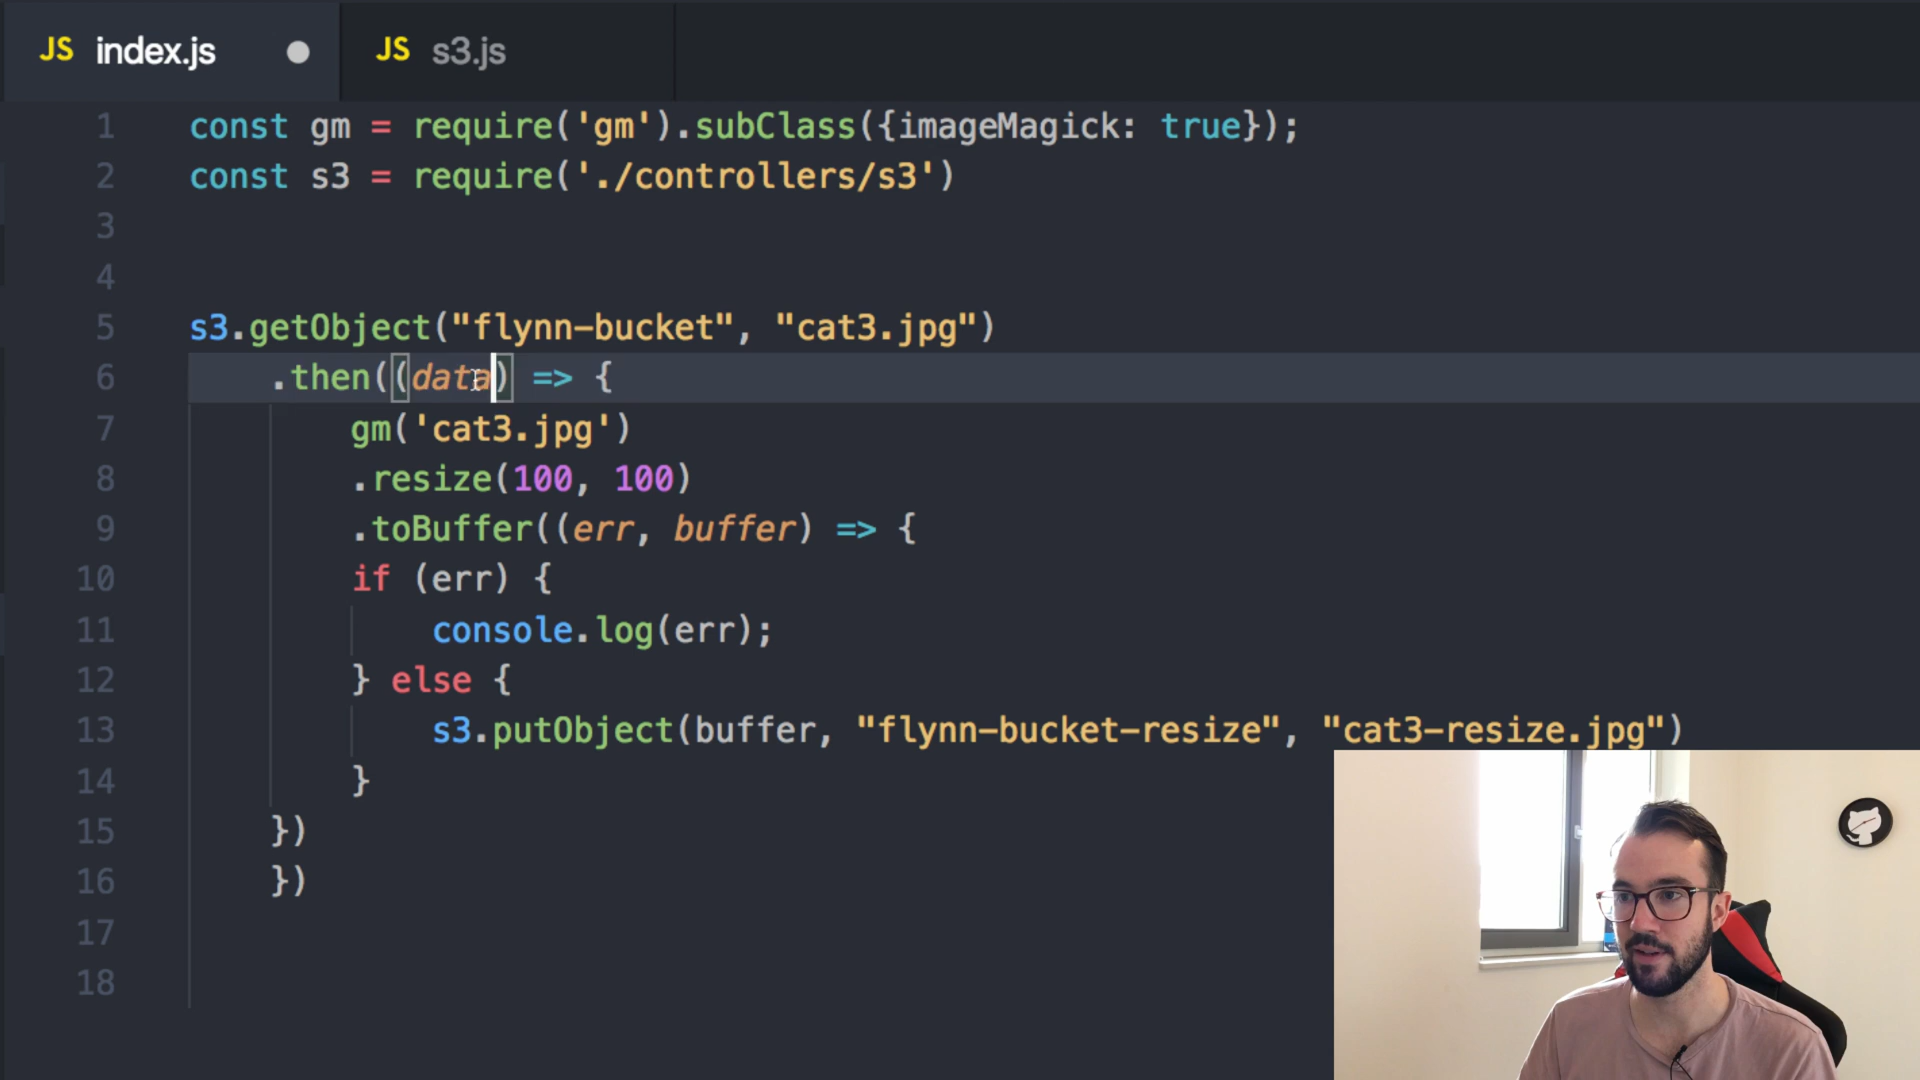 JS index.js
JS s3.js
1 const gm = require('gm').subClass({imageMagick: true});
2 const s3 = require('./controllers/s3')
3
4
5 s3.getObject("flynn-bucket", "cat3.jpg")
6 .then((data) => {
7 gm('cat3.jpg')
8 .resize(100, 100)
9 .toBuffer((err, buffer) => {
10 if (err) {
11 console.log(err);
12 } else {
13 s3.putObject(buffer, "flynn-bucket-resize", "cat3-resize.jpg")
14 }
15 })
16 })
17
18